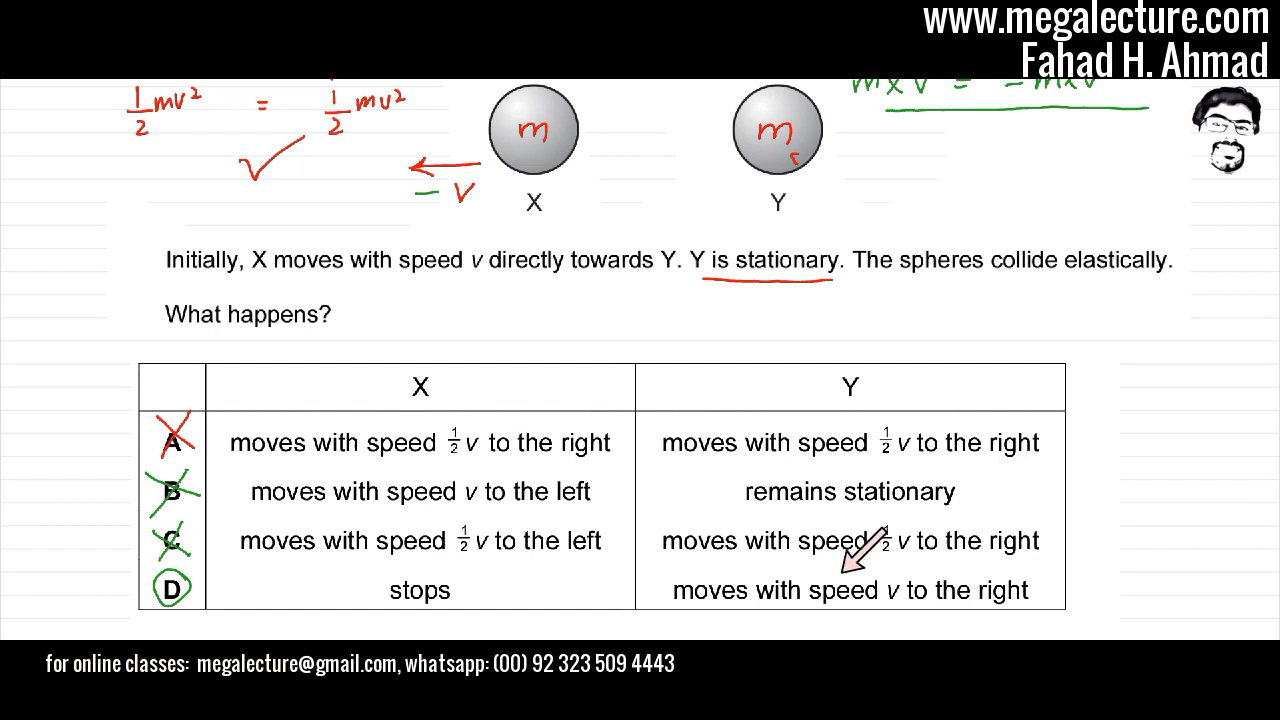 www.megalecture.com
Fahad H. Ahmad
m x v = - m x v
1/2 mv² = 1/2 mv²
m m
- v
X Y
Initially, X moves with speed v directly towards Y. Y is stationary. The spheres collide elastically.
What happens?
X Y
A moves with speed 1/2 v to the right moves with speed 1/2 v to the right
B moves with speed v to the left remains stationary
C moves with speed 1/2 v to the left moves with speed 1/2 v to the right
D stops moves with speed v to the right
for online classes: megalecture@gmail.com, whatsapp: (00) 92 323 509 4443